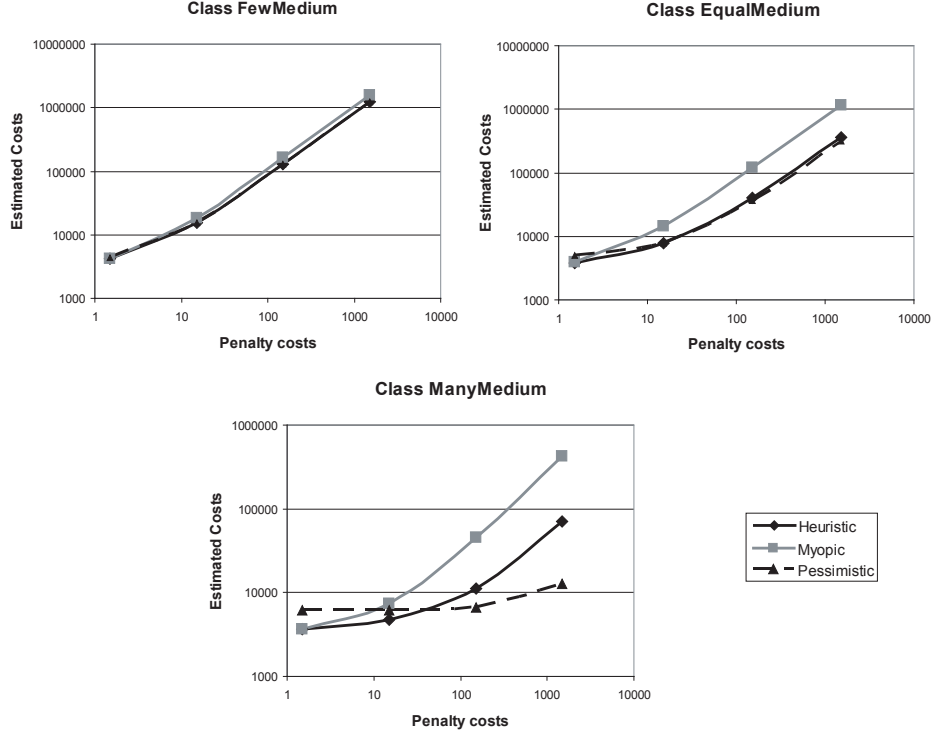 Class FewMedium
10000000
1000000
100000
10000
1000
1 10 100 1000 10000
Estimated Costs
Penalty costs
Class EqualMedium
10000000
1000000
100000
10000
1000
1 10 100 1000 10000
Estimated Costs
Penalty costs
Class ManyMedium
1000000
100000
10000
1000
1 10 100 1000 10000
Estimated Costs
Penalty costs
Heuristic
Myopic
Pessimistic